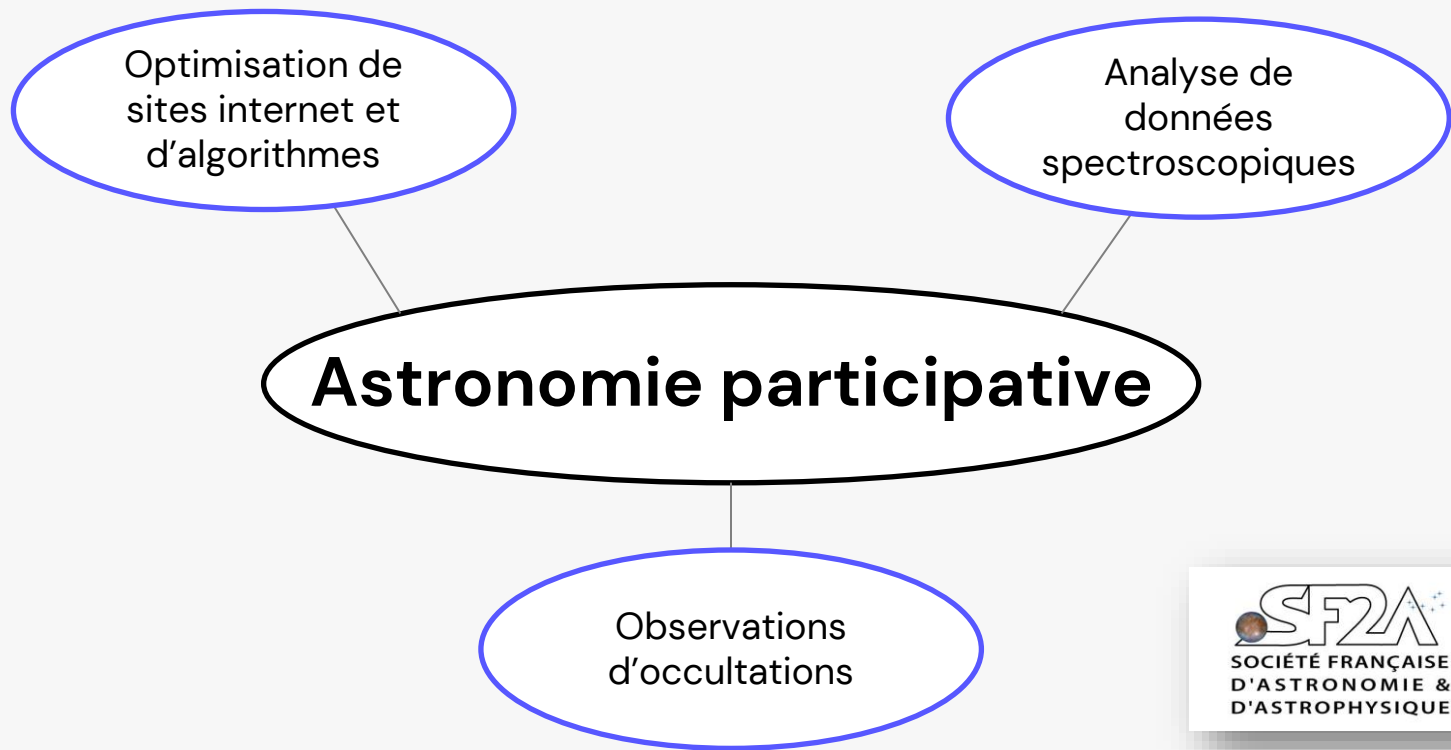 Optimisation de
sites internet et
d’algorithmes
Analyse de
données
spectroscopiques
Astronomie participative
Observations
d’occultations
SF2A
SOCIÉTÉ FRANÇAISE
D'ASTRONOMIE &
D'ASTROPHYSIQUE